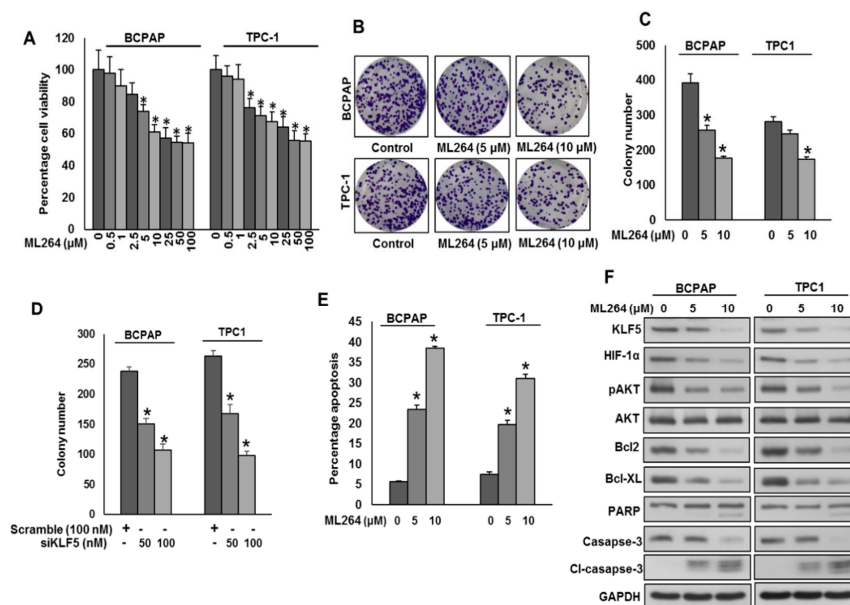 A
BCPAP TPC-1
Percentage cell viability
120
100
80
60
40
20
0
* * * * * * * * * * *
ML264 (µM)
0 0.5 1 2.5 5 10 25 50 100 0 0.5 1 2.5 5 10 25 50 100
B
BCPAP
Control ML264 (5 µM) ML264 (10 µM)
TPC-1
Control ML264 (5 µM) ML264 (10 µM)
C
BCPAP TPC1
Colony number
500
400
300
200
100
0
* * *
ML264 (µM) 0 5 10 0 5 10
D
BCPAP TPC1
Colony number
300
250
200
150
100
50
0
* * * *
Scramble (100 nM) + - - + - -
siKLF5 (nM) - 50 100 - 50 100
E
BCPAP TPC-1
Percentage apoptosis
45
40
35
30
25
20
15
10
5
0
* * * *
ML264 (µM) 0 5 10 0 5 10
F
BCPAP TPC1
ML264 (µM) 0 5 10 0 5 10
KLF5
HIF-1α
pAKT
AKT
Bcl2
Bcl-XL
PARP
Casapse-3
Cl-casapse-3
GAPDH